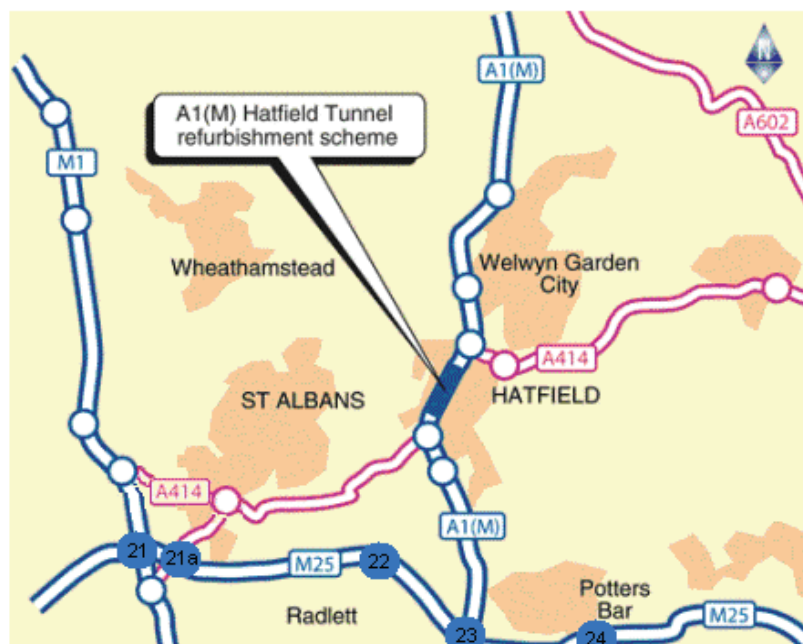 N
A1(M)
A1(M) Hatfield Tunnel
refurbishment scheme
A602
M1
Wheathamstead
Welwyn Garden
City
A414
ST ALBANS
HATFIELD
A414
A1(M)
21
21a
M25
22
Radlett
Potters
Bar
M25
23
24